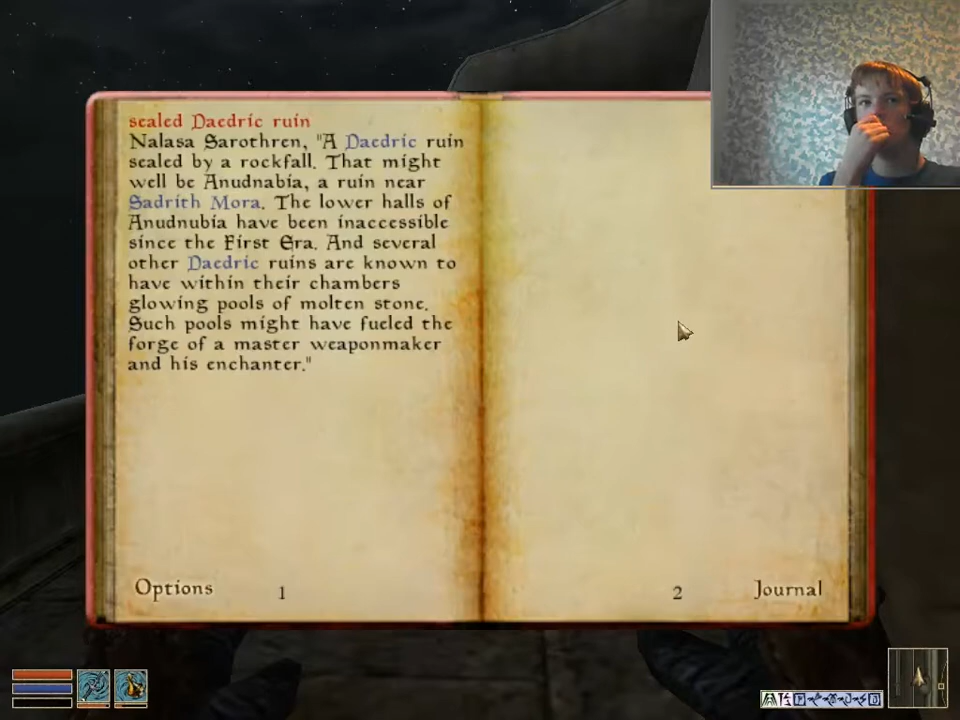 sealed Daedric ruin
Nalasa Sarothren, "A Daedric ruin
sealed by a rockfall. That might
well be Anudnabia, a ruin near
Sadrith Mora. The lower halls of
Anudnubia have been inaccessible
since the First Era. And several
other Daedric ruins are known to
have within their chambers
glowing pools of molten stone.
Such pools might have fueled the
forge of a master weaponmaker
and his enchanter."
Options
1
2
Journal